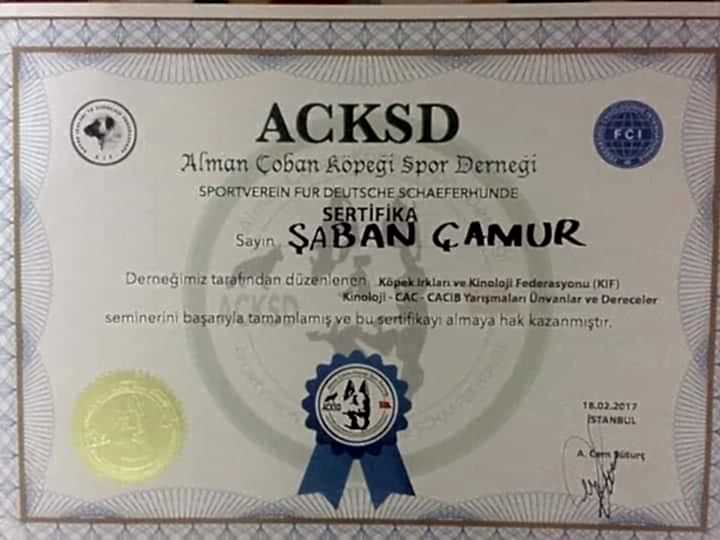 ACKSD
Alman Çoban Köpeği Spor Derneği
SPORTVEREIN FUR DEUTSCHE SCHAEFERHUNDE
SERTİFİKA
Sayın ŞABAN ÇAMUR
Derneğimiz tarafından düzenlenen Köpek Irkları ve Kinoloji Federasyonu (KIF)
Kinoloji - CAC - CACIB Yarışmaları Ünvanlar ve Dereceler
seminerini başarıyla tamamlamış ve bu sertifikayı almaya hak kazanmıştır.
FCI
ACKSD
18.02.2017
İSTANBUL
A. Cem